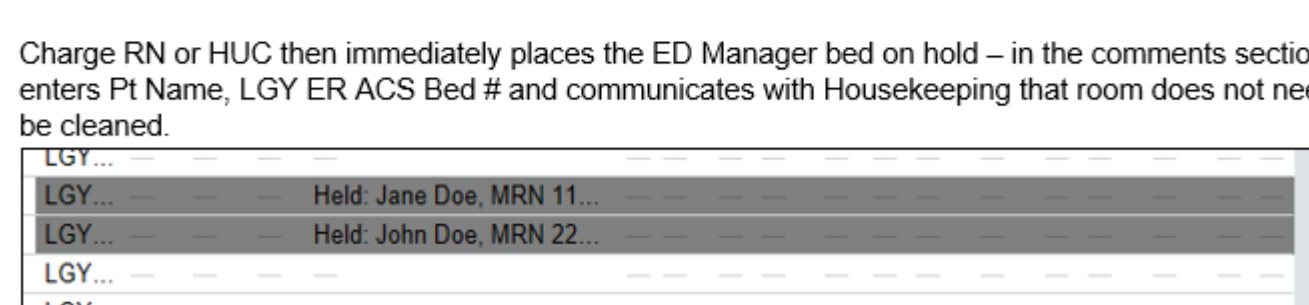 Charge RN or HUC then immediately places the ED Manager bed on hold – in the comments sectio
enters Pt Name, LGY ER ACS Bed # and communicates with Housekeeping that room does not nee
be cleaned.
LGY... — — — —  — — — — — — — — — — —
LGY... — — — Held: Jane Doe, MRN 11... — — — — — — — — — — —
LGY... — — — Held: John Doe, MRN 22... — — — — — — — — — — —
LGY... — — — — — — — — — — — — — — —